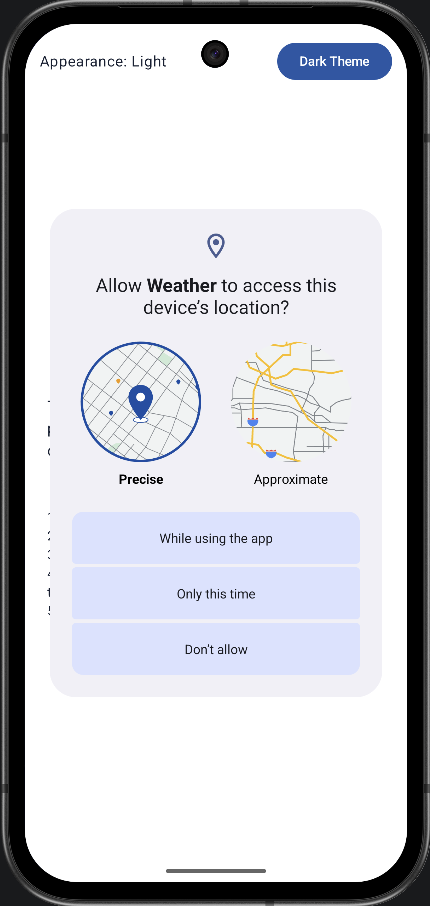 Appearance: Light
Dark Theme
Allow Weather to access this
device’s location?
Precise
Approximate
While using the app
Only this time
Don’t allow